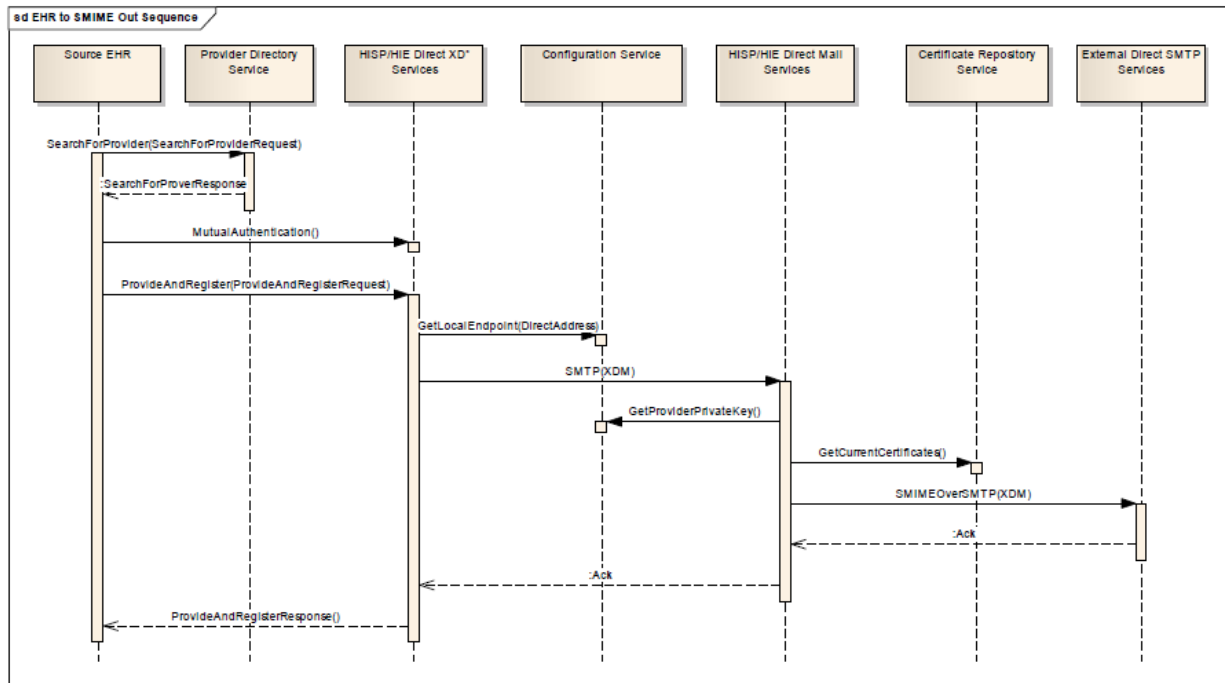 sd EHR to SMIME Out Sequence
Source EHR
Provider Directory
Service
HISP/HIE Direct XD*
Services
Configuration Service
HISP/HIE Direct Mail
Services
Certificate Repository
Service
External Direct SMTP
Services
SearchForProvider(SearchForProviderRequest)
:SearchForProverResponse
MutualAuthentication()
ProvideAndRegister(ProvideAndRegisterRequest)
GetLocalEndpoint(DirectAddress)
SMTP(XDM)
GetProviderPrivateKey()
GetCurrentCertificates()
SMIMEOverSMTP(XDM)
:Ack
:Ack
ProvideAndRegisterResponse()